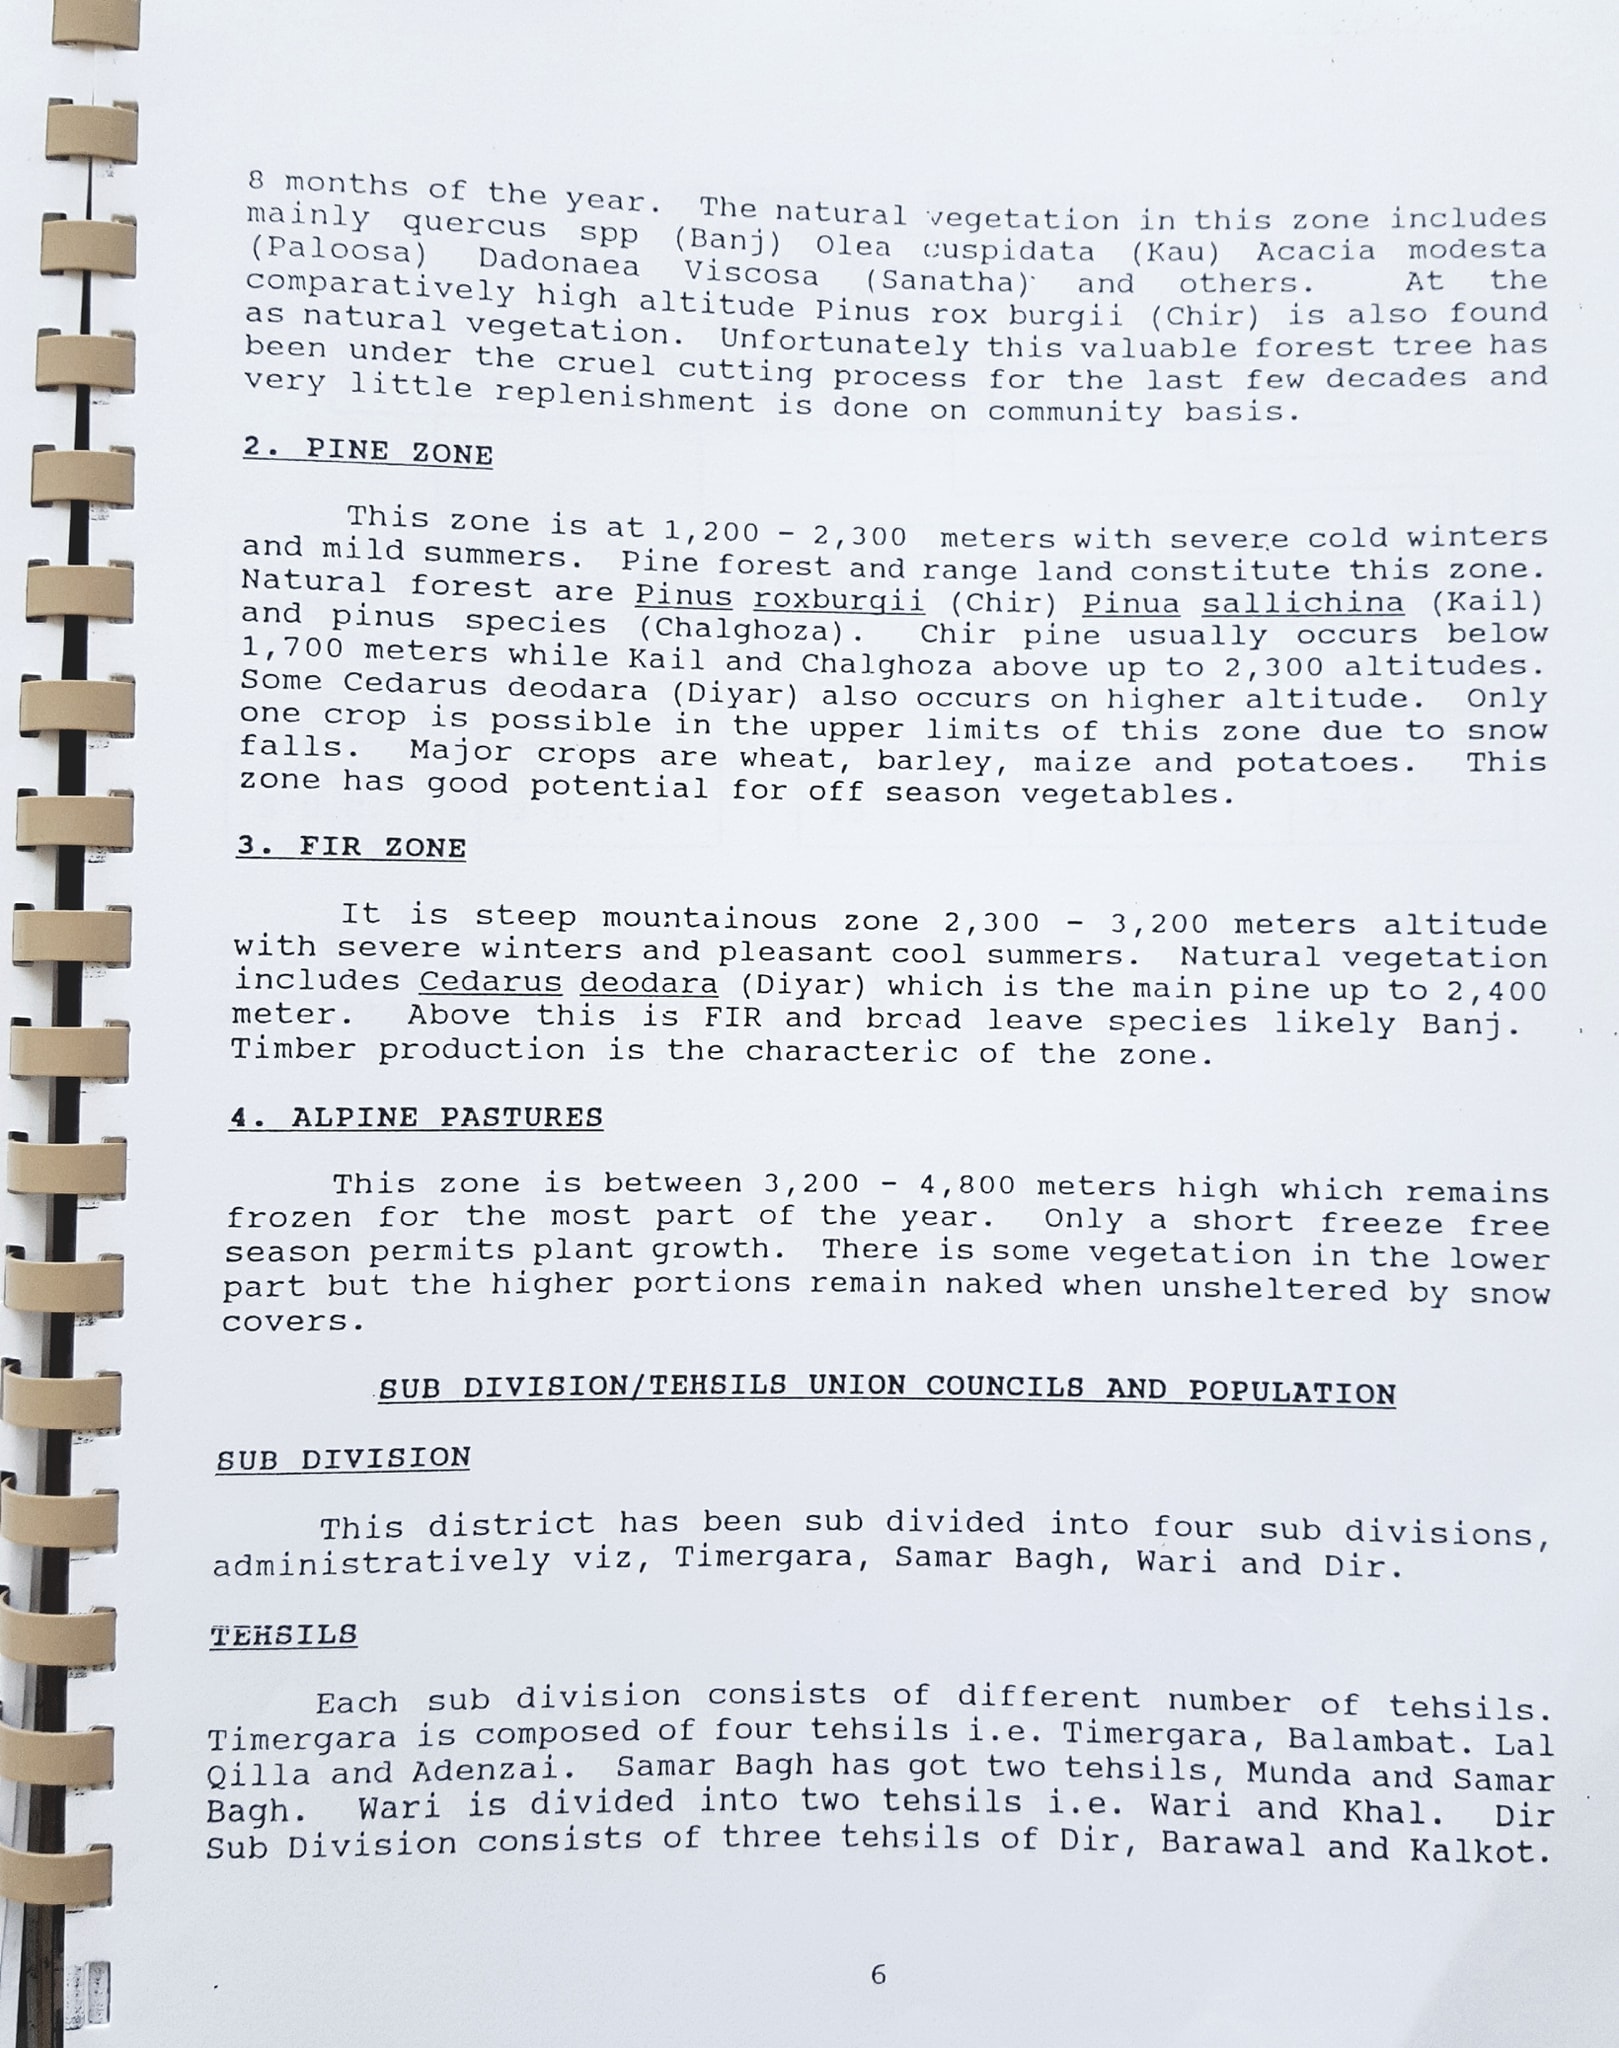 8 months of the year. The natural vegetation in this zone includes
mainly quercus spp (Banj) Olea cuspidata (Kau) Acacia modesta
(Paloosa) Dadonaea Viscosa (Sanatha) and others. At the
comparatively high altitude Pinus rox burgii (Chir) is also found
as natural vegetation. Unfortunately this valuable forest tree has
been under the cruel cutting process for the last few decades and
very little replenishment is done on community basis.
2. PINE ZONE
This zone is at 1,200 - 2,300 meters with severe cold winters
and mild summers. Pine forest and range land constitute this zone.
Natural forest are Pinus roxburgii (Chir) Pinua sallichina (Kail)
and pinus species (Chalghoza). Chir pine usually occurs below
1,700 meters while Kail and Chalghoza above up to 2,300 altitudes.
Some Cedarus deodara (Diyar) also occurs on higher altitude. Only
one crop is possible in the upper limits of this zone due to snow
falls. Major crops are wheat, barley, maize and potatoes. This
zone has good potential for off season vegetables.
3. FIR ZONE
It is steep mountainous zone 2,300 - 3,200 meters altitude
with severe winters and pleasant cool summers. Natural vegetation
includes Cedarus deodara (Diyar) which is the main pine up to 2,400
meter. Above this is FIR and broad leave species likely Banj.
Timber production is the characteric of the zone.
4. ALPINE PASTURES
This zone is between 3,200 - 4,800 meters high which remains
frozen for the most part of the year. Only a short freeze free
season permits plant growth. There is some vegetation in the lower
part but the higher portions remain naked when unsheltered by snow
covers.
SUB DIVISION/TEHSILS UNION COUNCILS AND POPULATION
SUB DIVISION
This district has been sub divided into four sub divisions,
administratively viz, Timergara, Samar Bagh, Wari and Dir.
TEHSILS
Each sub division consists of different number of tehsils.
Timergara is composed of four tehsils i.e. Timergara, Balambat. Lal
Qilla and Adenzai. Samar Bagh has got two tehsils, Munda and Samar
Bagh. Wari is divided into two tehsils i.e. Wari and Khal. Dir
Sub Division consists of three tehsils of Dir, Barawal and Kalkot.
6